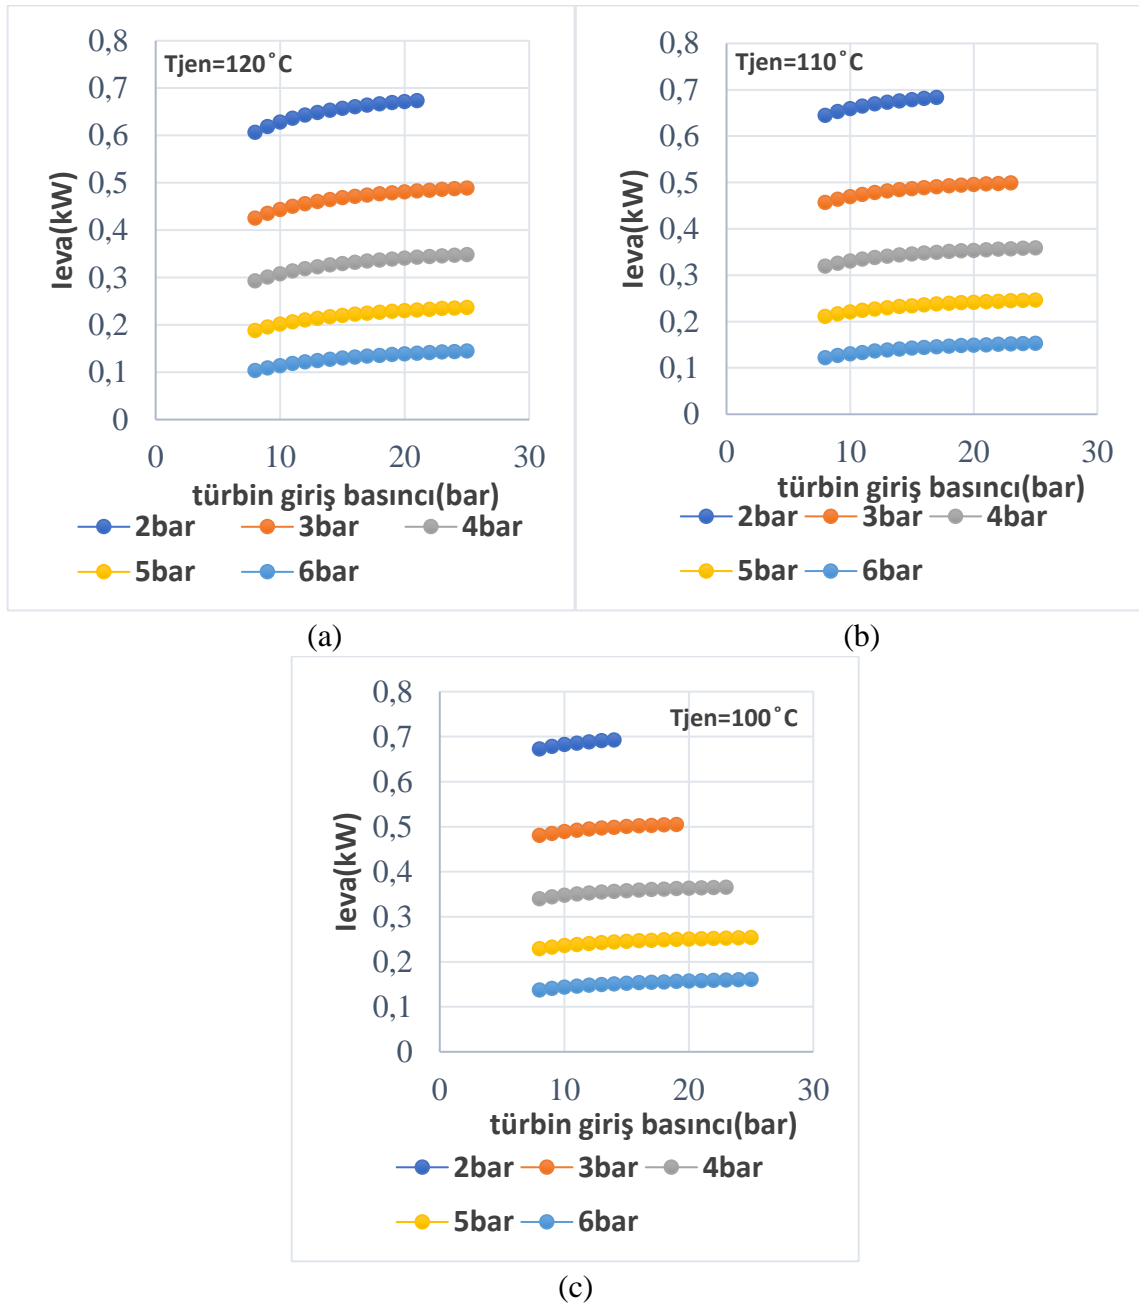 Tjen=120˚C
0,8
0,7
0,6
0,5
0,4
0,3
0,2
0,1
0
Ieva(kW)
0 10 20 30
türbin giriş basıncı(bar)
2bar 3bar 4bar
5bar 6bar
(a)
Tjen=110˚C
0,8
0,7
0,6
0,5
0,4
0,3
0,2
0,1
0
Ieva(kW)
0 10 20 30
türbin giriş basıncı(bar)
2bar 3bar 4bar
5bar 6bar
(b)
Tjen=100˚C
0,8
0,7
0,6
0,5
0,4
0,3
0,2
0,1
0
Ieva(kW)
0 10 20 30
türbin giriş basıncı(bar)
2bar 3bar 4bar
5bar 6bar
(c)